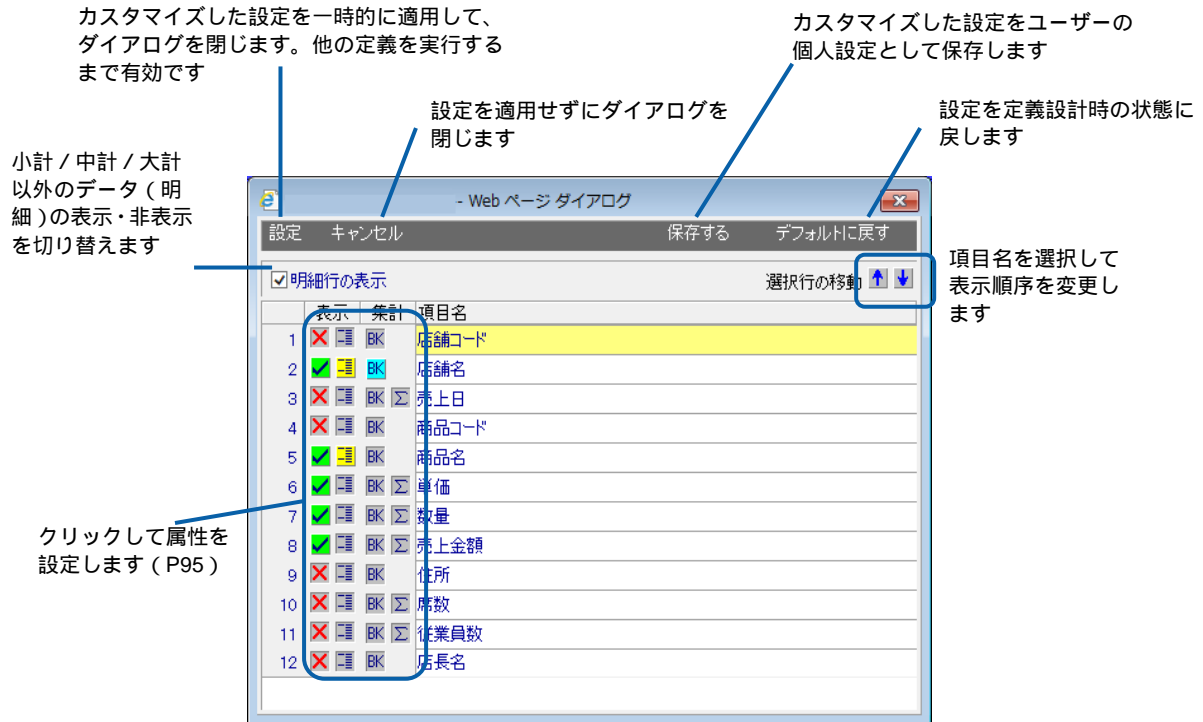 カスタマイズした設定を一時的に適用して、
ダイアログを閉じます。他の定義を実行する
まで有効です
カスタマイズした設定をユーザーの
個人設定として保存します
設定を適用せずにダイアログを
閉じます
設定を定義設計時の状態に
戻します
小計 / 中計 / 大計
以外のデータ ( 明
細 )の表示・非表示
を切り替えます
- Web ページ ダイアログ
設定 キャンセル 保存する デフォルトに戻す
明細行の表示 選択行の移動
項目名を選択して
表示順序を変更し
ます
表示 集計 項目名
1 BK 店舗コード
2 BK 店舗名
3 BK Σ 売上日
4 BK 商品コード
5 BK 商品名
6 BK Σ 単価
7 BK Σ 数量
8 BK Σ 売上金額
9 BK 住所
10 BK Σ 席数
11 BK Σ 従業員数
12 BK 店長名
クリックして属性を
設定します ( P95 )